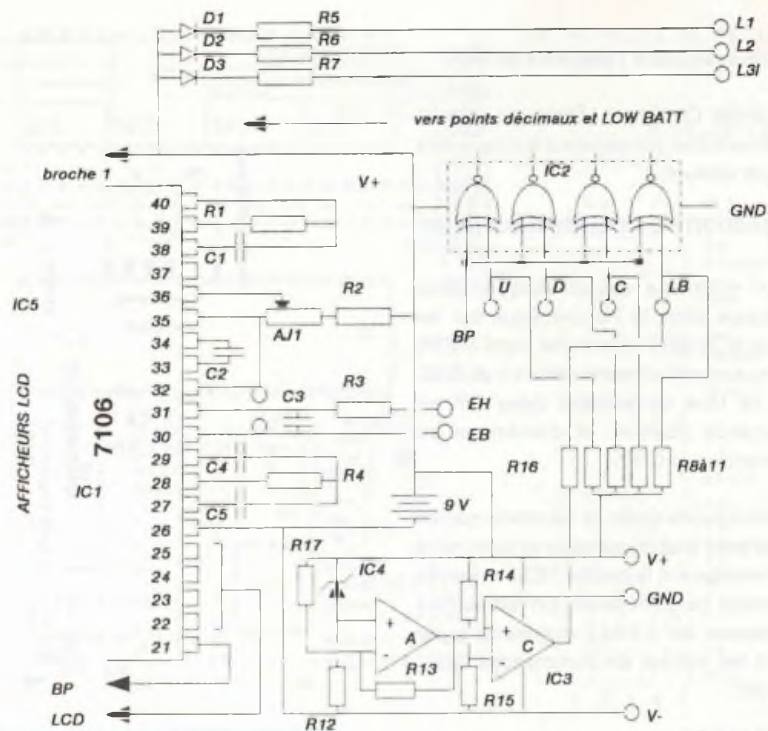 D1
R5
L1
D2
R6
L2
D3
R7
L3I
vers points décimaux et LOW BATT
broche 1
V+
IC2
GND
40
R1
39
38
C1
37
U
D
C
LB
36
R2
IC5
35
BP
AJ1
34
33
C2
32
C3
R3
31
EH
30
EB
AFFICHEURS LCD
7106
29
C4
R16
R8à11
28
R4
IC1
27
C5
9 V
26
R17
25
IC4
R14
V+
24
GND
23
+
A
-
+
C
-
22
R13
IC3
21
R15
BP
R12
V-
LCD